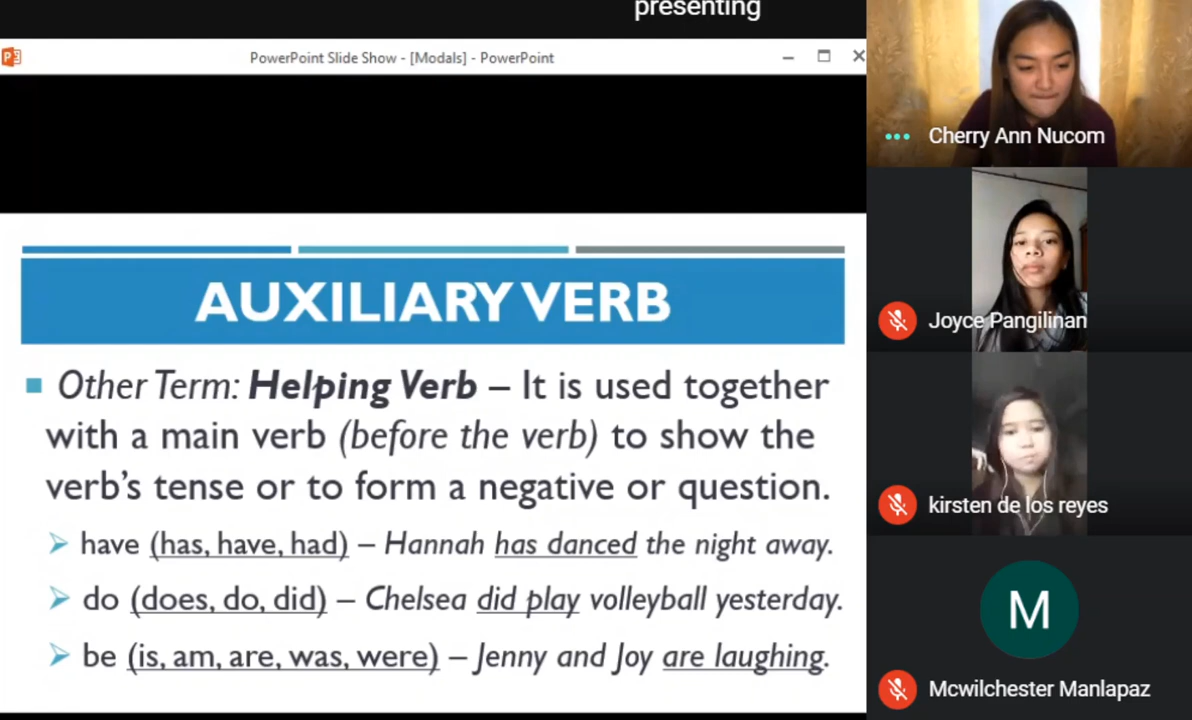 presenting
PowerPoint Slide Show - [Modals] - PowerPoint
AUXILIARY VERB
Other Term: Helping Verb – It is used together
with a main verb (before the verb) to show the
verb's tense or to form a negative or question.
have (has, have, had) – Hannah has danced the night away.
do (does, do, did) – Chelsea did play volleyball yesterday.
be (is, am, are, was, were) – Jenny and Joy are laughing.
Cherry Ann Nucom
Joyce Pangilinan
kirsten de los reyes
M
Mcwilchester Manlapaz